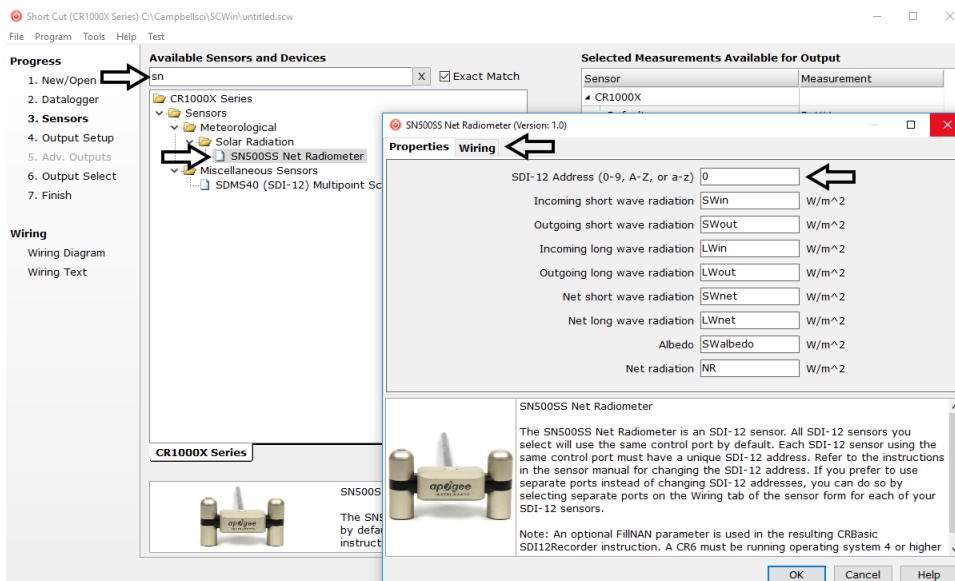 Short Cut (CR1000X Series) C:\Campbellsci\SCWin\untitled.scw
File Program Tools Help Test
Progress
1. New/Open
2. Datalogger
3. Sensors
4. Output Setup
5. Adv. Outputs
6. Output Select
7. Finish
Wiring
Wiring Diagram
Wiring Text
Available Sensors and Devices
sn
X
Exact Match
CR1000X Series
Sensors
Meteorological
Solar Radiation
SN500SS Net Radiometer
Miscellaneous Sensors
SDMS40 (SDI-12) Multipoint Sc
CR1000X Series
apogee
INSTRUMENTS
SN500S
The SN5
by defau
instruct
Selected Measurements Available for Output
Sensor Measurement
CR1000X
SN500SS Net Radiometer (Version: 1.0)
Properties Wiring
SDI-12 Address (0-9, A-Z, or a-z) 0
Incoming short wave radiation SWin W/m^2
Outgoing short wave radiation SWout W/m^2
Incoming long wave radiation LWin W/m^2
Outgoing long wave radiation LWout W/m^2
Net short wave radiation SWnet W/m^2
Net long wave radiation LWnet W/m^2
Albedo SWalbedo W/m^2
Net radiation NR W/m^2
apogee
INSTRUMENTS
SN500SS Net Radiometer
The SN500SS Net Radiometer is an SDI-12 sensor. All SDI-12 sensors you
select will use the same control port by default. Each SDI-12 sensor using the
same control port must have a unique SDI-12 address. Refer to the instructions
in the sensor manual for changing the SDI-12 address. If you prefer to use
separate ports instead of changing SDI-12 addresses, you can do so by
selecting separate ports on the Wiring tab of the sensor form for each of your
SDI-12 sensors.
Note: An optional FillNAN parameter is used in the resulting CRBasic
SDI12Recorder instruction. A CR6 must be running operating system 4 or higher
OK Cancel Help